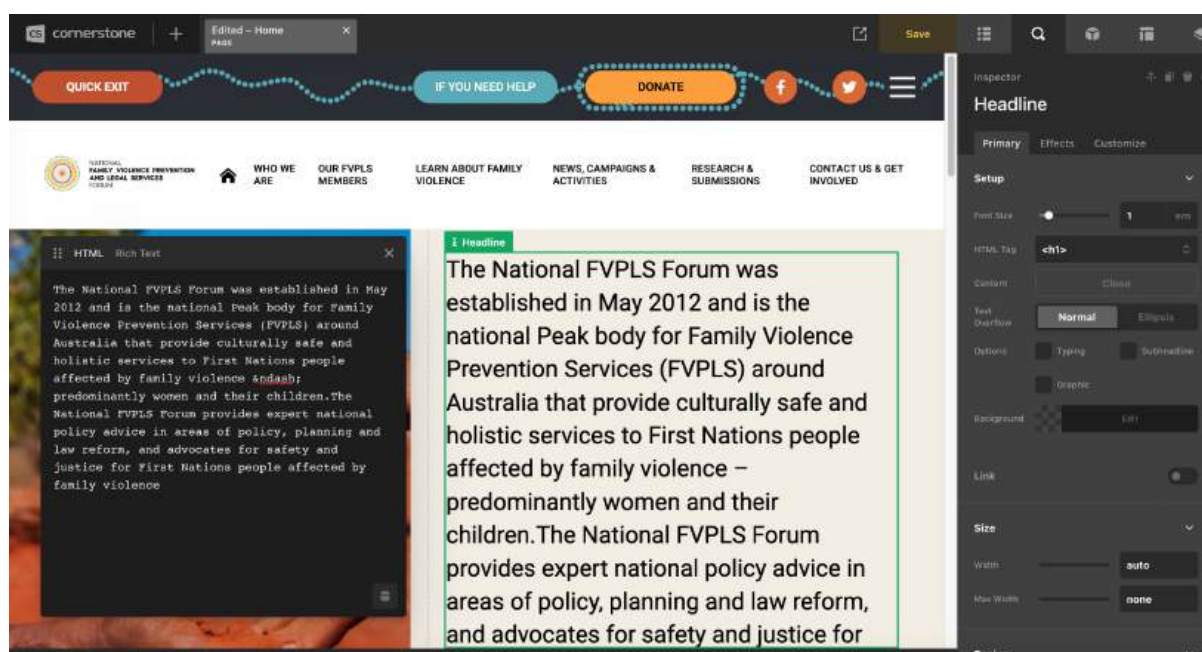 cs cornerstone
+
Edited – Home ×
PAGE
Save
QUICK EXIT
IF YOU NEED HELP
DONATE
f
NATIONAL
FAMILY VIOLENCE PREVENTION
AND LEGAL SERVICES
FORUM
WHO WE
ARE
OUR FVPLS
MEMBERS
LEARN ABOUT FAMILY
VIOLENCE
NEWS, CAMPAIGNS &
ACTIVITIES
RESEARCH &
SUBMISSIONS
CONTACT US & GET
INVOLVED
HTML Rich Text ×
The National FVPLS Forum was established in May
2012 and is the national Peak body for Family
Violence Prevention Services (FVPLS) around
Australia that provide culturally safe and
holistic services to First Nations people
affected by family violence &ndash;
predominantly women and their children.The
National FVPLS Forum provides expert national
policy advice in areas of policy, planning and
law reform, and advocates for safety and
justice for First Nations people affected by
family violence
Headline
The National FVPLS Forum was
established in May 2012 and is the
national Peak body for Family Violence
Prevention Services (FVPLS) around
Australia that provide culturally safe and
holistic services to First Nations people
affected by family violence –
predominantly women and their
children.The National FVPLS Forum
provides expert national policy advice in
areas of policy, planning and law reform,
and advocates for safety and justice for
Inspector
Headline
Primary Effects Customize
Setup
Font Size 1 em
HTML Tag <h1>
Content Close
Text
Overflow
Normal Ellipsis
Options Typing Subheadline
Graphic
Background Edit
Link
Size
Width auto
Max Width none